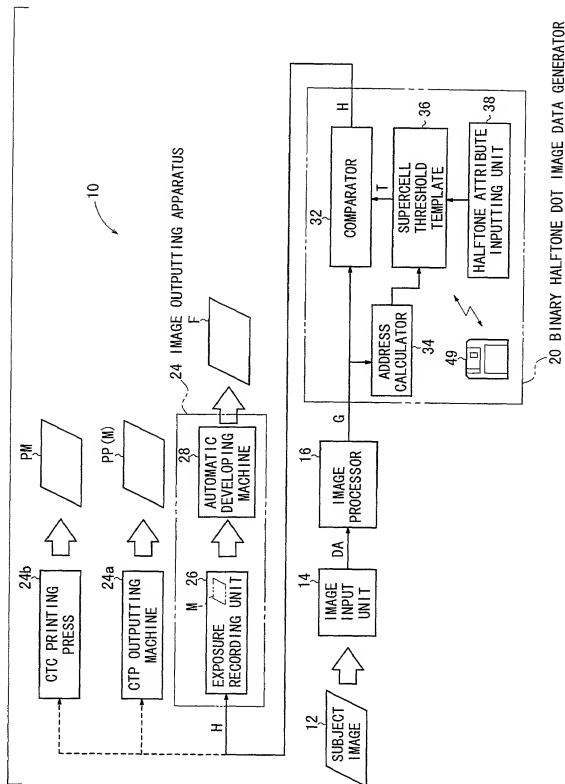 10
24b
CTC PRINTING
PRESS
PM
24a
CTP OUTPUTTING
MACHINE
PP(M)
24 IMAGE OUTPUTTING APPARATUS
26
M
EXPOSURE
RECORDING UNIT
28
AUTOMATIC
DEVELOPING
MACHINE
F
H
12
SUBJECT
IMAGE
14
IMAGE
INPUT
UNIT
DA
16
IMAGE
PROCESSOR
G
34
ADDRESS
CALCULATOR
32
COMPARATOR
H
T
36
SUPERCELL
THRESHOLD
TEMPLATE
38
HALFTONE ATTRIBUTE
INPUTTING UNIT
49
20 BINARY HALFTONE DOT IMAGE DATA GENERATOR